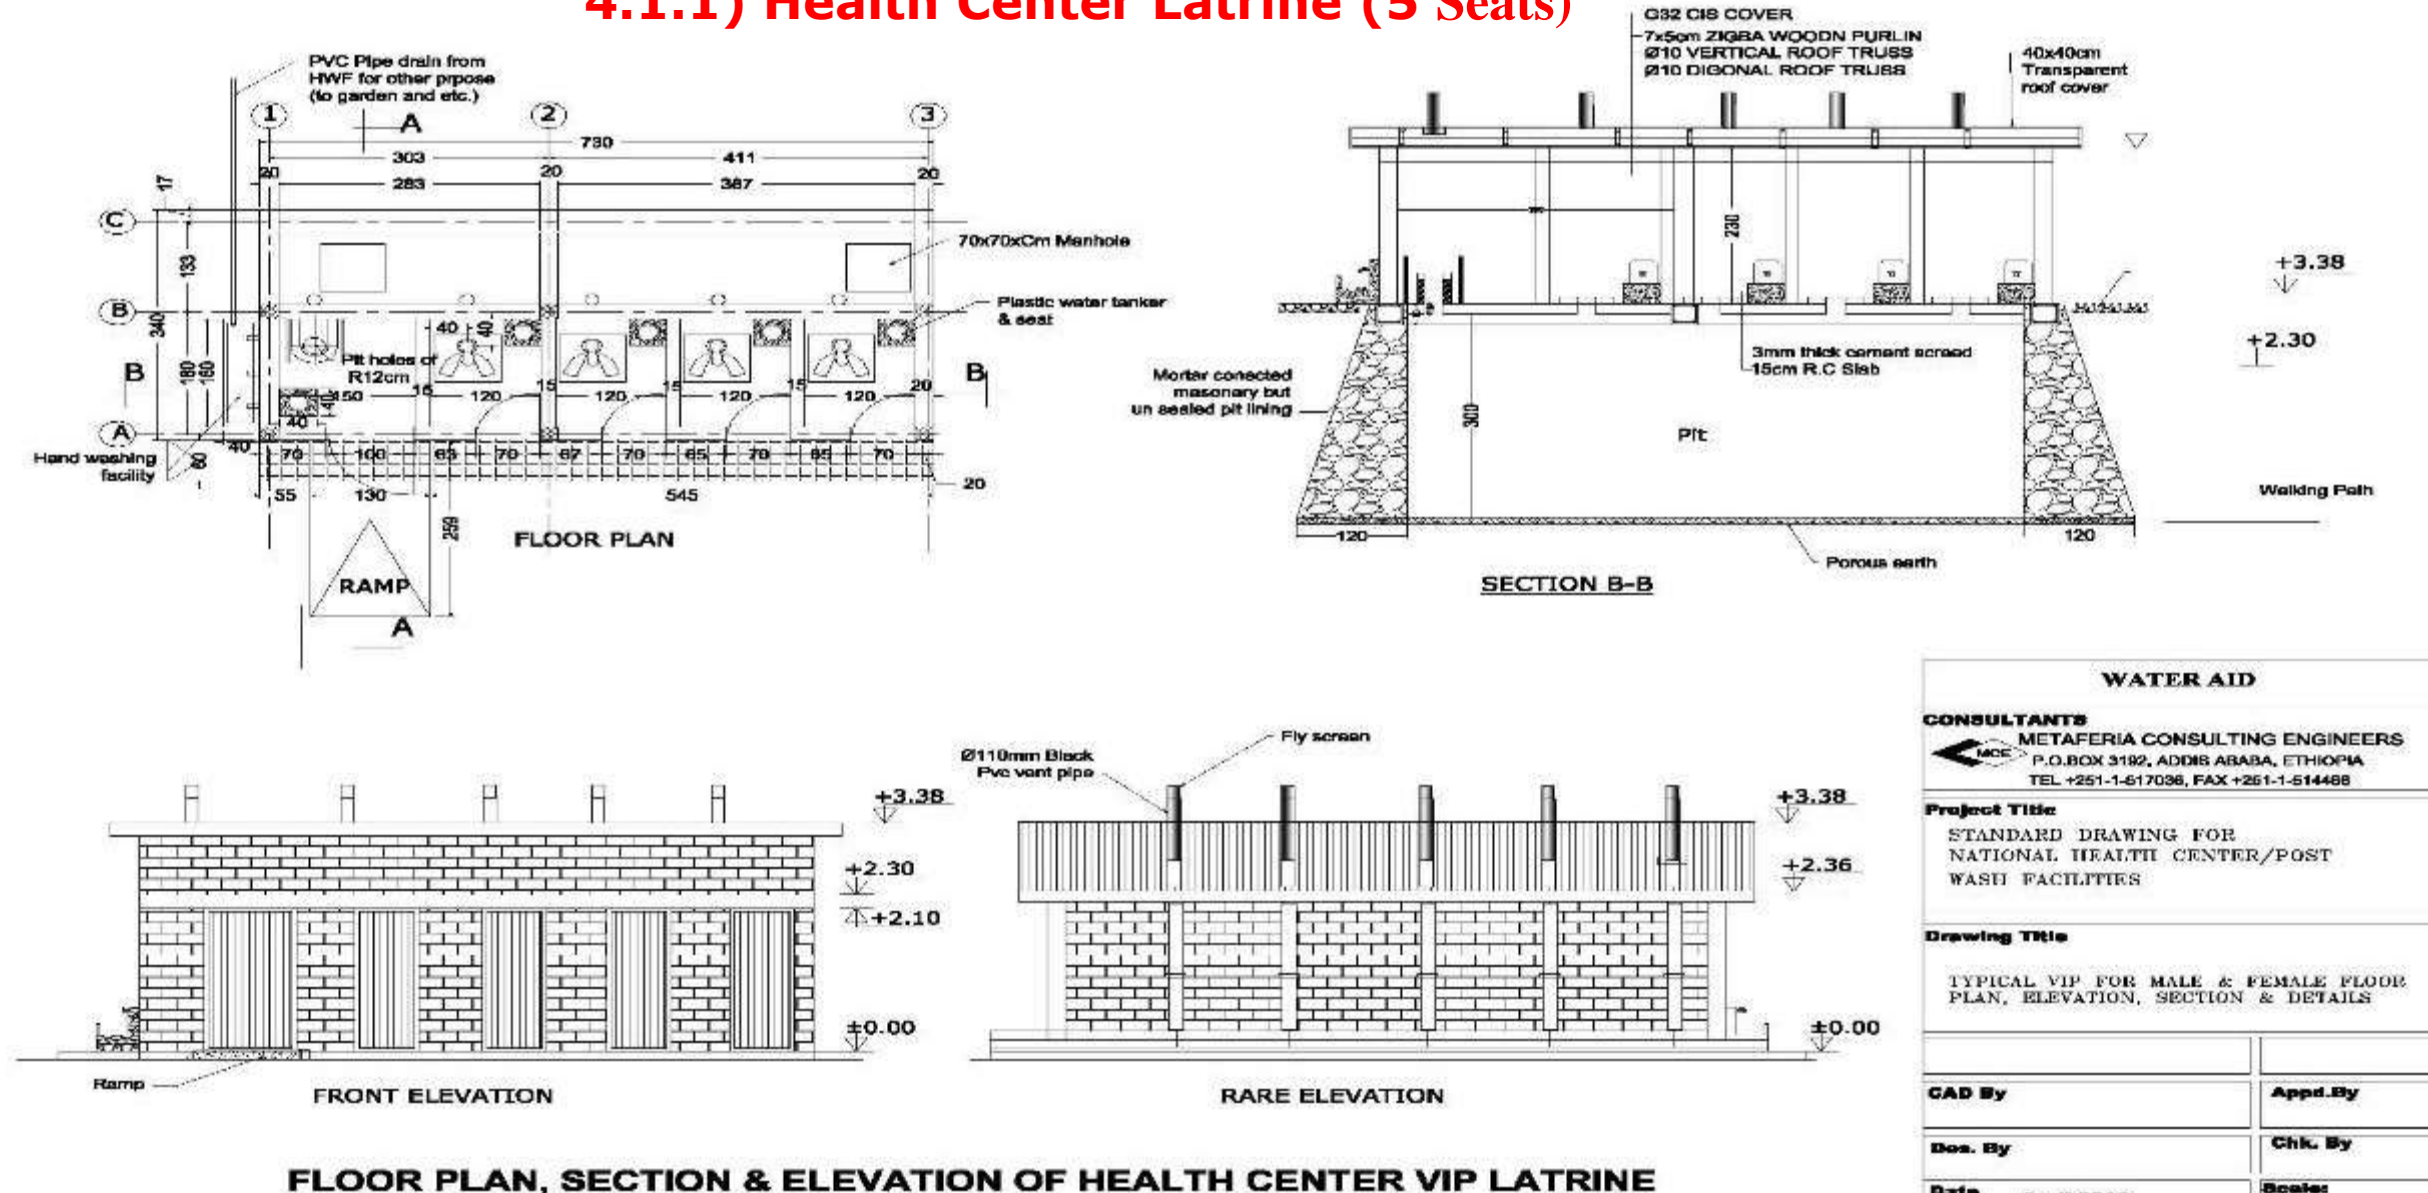 4.1.1) Health Center Latrine (5 Seats)
PVC Pipe drain from
HWF for other prpose
(to garden and etc.)
A
1
2
3
730
303
411
20
283
20
387
20
17
C
133
70x70xCm Manhole
B
340
Plastic water tanker
& seat
40
40
Pit holes of
R12cm
B
180
160
15
15
15
15
20
B
150
120
120
120
120
40
40
A
Hand washing
facility
40
60
70
100
65
70
67
70
65
70
65
70
55
130
545
20
259
FLOOR PLAN
RAMP
A
G32 CIS COVER
7x5cm ZIGBA WOODN PURLIN
Ø10 VERTICAL ROOF TRUSS
Ø10 DIGONAL ROOF TRUSS
40x40cm
Transparent
roof cover
230
+3.38
+2.30
3mm thick cement screed
15cm R.C Slab
Mortar conected
masonary but
un sealed pit lining
300
Pit
Walking Path
120
120
Porous earth
SECTION B-B
+3.38
+2.30
+2.10
±0.00
Ramp
FRONT ELEVATION
Ø110mm Black
Pvc vent pipe
Fly screen
+3.38
+2.36
±0.00
RARE ELEVATION
WATER AID
CONSULTANTS
MCE
METAFERIA CONSULTING ENGINEERS
P.O.BOX 3192, ADDIS ABABA, ETHIOPIA
TEL +251-1-517036, FAX +251-1-514466
Project Title
STANDARD DRAWING FOR
NATIONAL HEALTH CENTER/POST
WASH FACILITIES
Drawing Title
TYPICAL VIP FOR MALE & FEMALE FLOOR
PLAN, ELEVATION, SECTION & DETAILS
CAD By
Appd.By
Des. By
Chk. By
Date
Scale:
FLOOR PLAN, SECTION & ELEVATION OF HEALTH CENTER VIP LATRINE